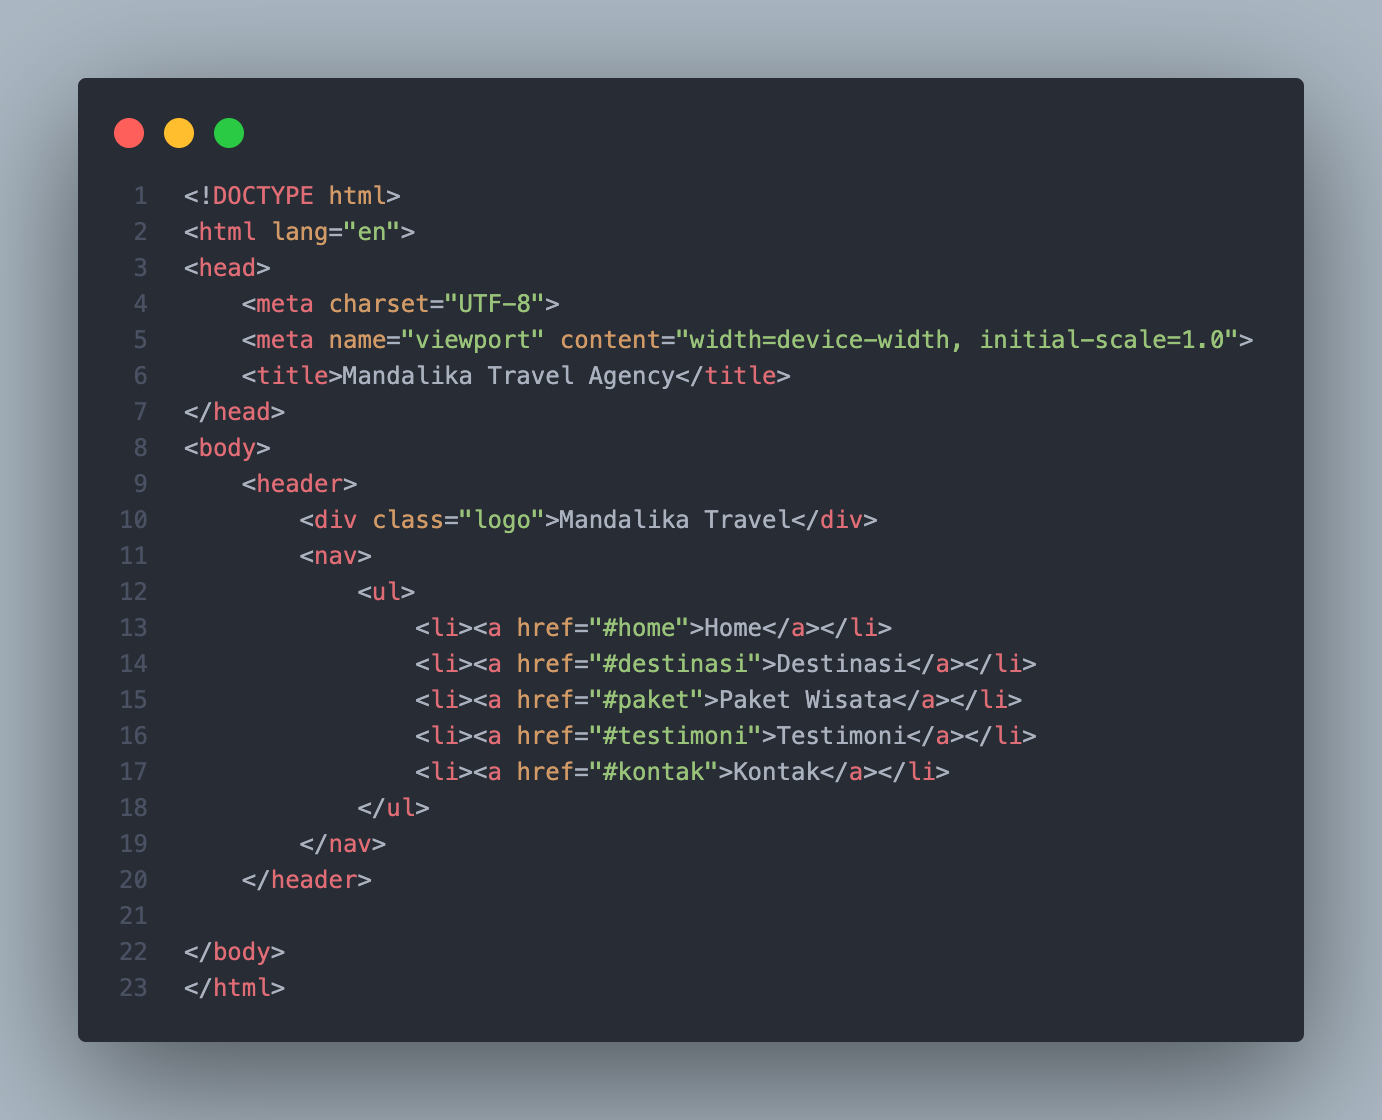 1 <!DOCTYPE html>
2 <html lang="en">
3 <head>
4     <meta charset="UTF-8">
5     <meta name="viewport" content="width=device-width, initial-scale=1.0">
6     <title>Mandalika Travel Agency</title>
7 </head>
8 <body>
9     <header>
10         <div class="logo">Mandalika Travel</div>
11         <nav>
12             <ul>
13                 <li><a href="#home">Home</a></li>
14                 <li><a href="#destinasi">Destinasi</a></li>
15                 <li><a href="#paket">Paket Wisata</a></li>
16                 <li><a href="#testimoni">Testimoni</a></li>
17                 <li><a href="#kontak">Kontak</a></li>
18             </ul>
19         </nav>
20     </header>
21
22 </body>
23 </html>